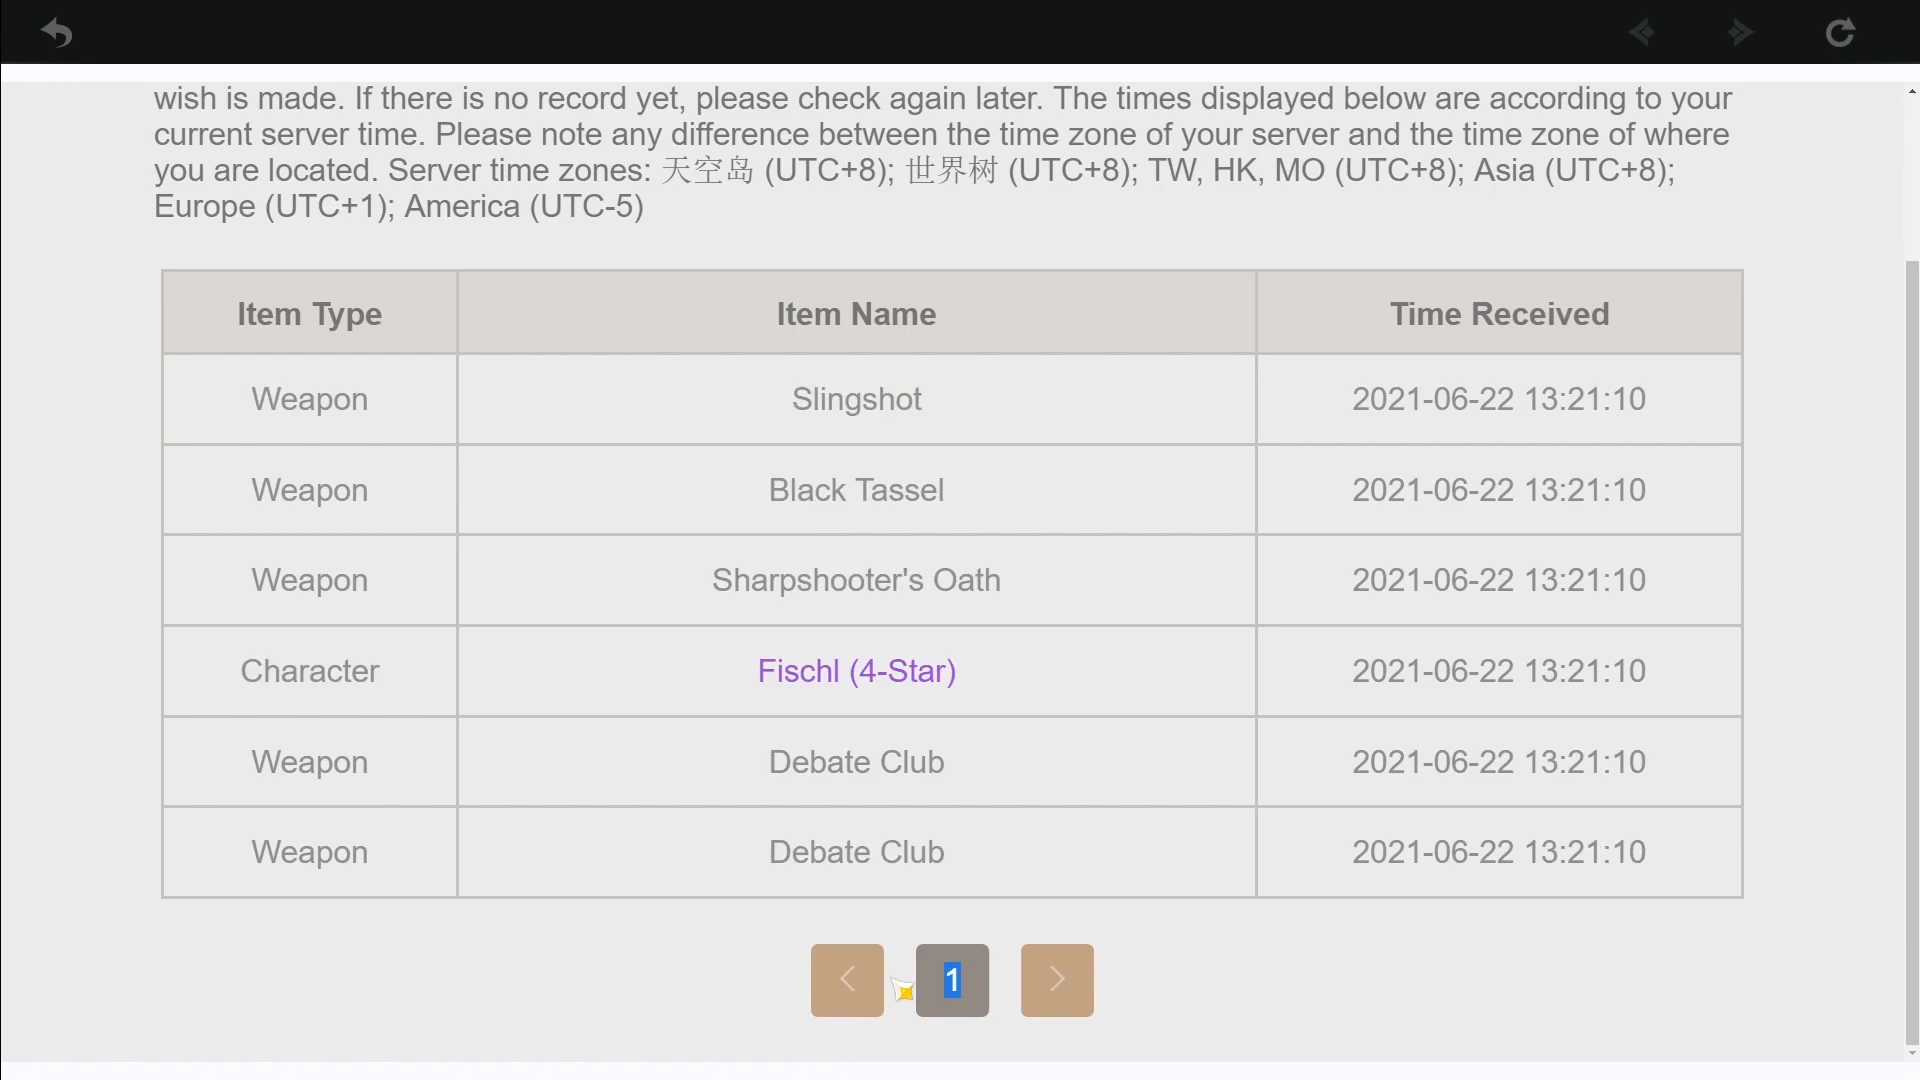 wish is made. If there is no record yet, please check again later. The times displayed below are according to your
current server time. Please note any difference between the time zone of your server and the time zone of where
you are located. Server time zones: 天空岛 (UTC+8); 世界树 (UTC+8); TW, HK, MO (UTC+8); Asia (UTC+8);
Europe (UTC+1); America (UTC-5)
Item Type Item Name Time Received
Weapon Slingshot 2021-06-22 13:21:10
Weapon Black Tassel 2021-06-22 13:21:10
Weapon Sharpshooter's Oath 2021-06-22 13:21:10
Character Fischl (4-Star) 2021-06-22 13:21:10
Weapon Debate Club 2021-06-22 13:21:10
Weapon Debate Club 2021-06-22 13:21:10
1